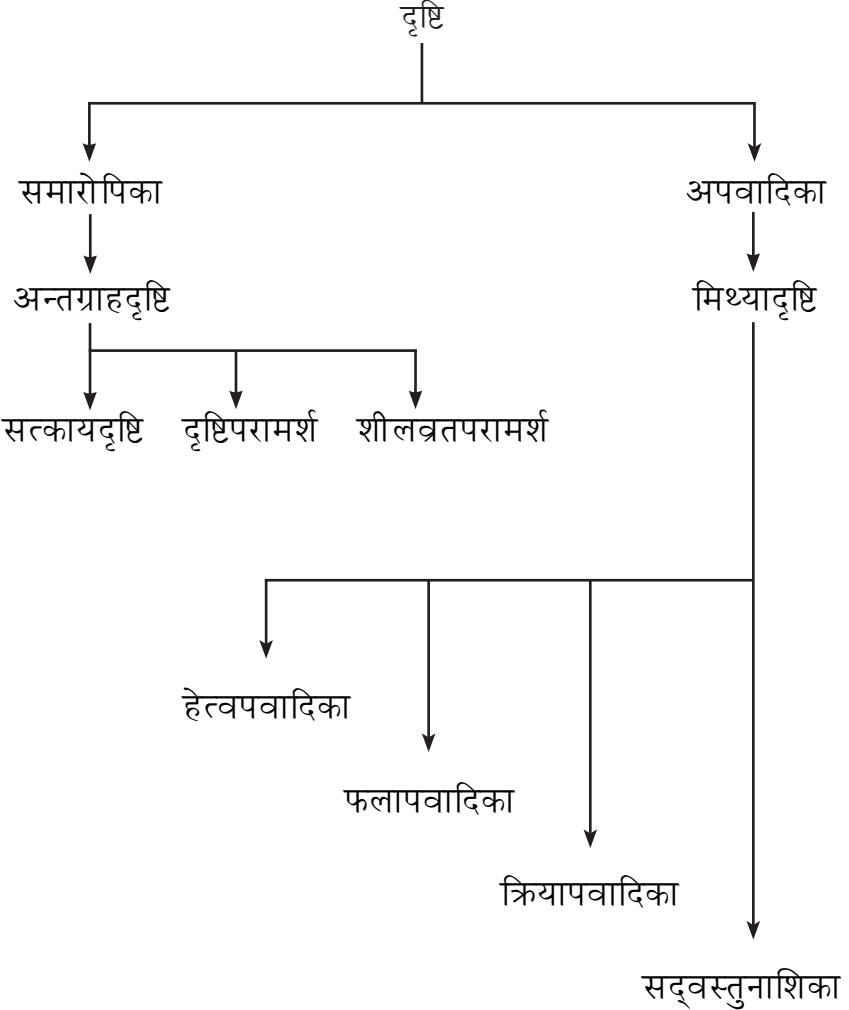 दृष्टि
समारोपिका अपवादिका
अन्तग्राहदृष्टि मिथ्यादृष्टि
सत्कायदृष्टि दृष्टिपरामर्श शीलव्रतपरामर्श
हेत्वपवादिका
फलापवादिका
क्रियापवादिका
सद्‌वस्तुनाशिका